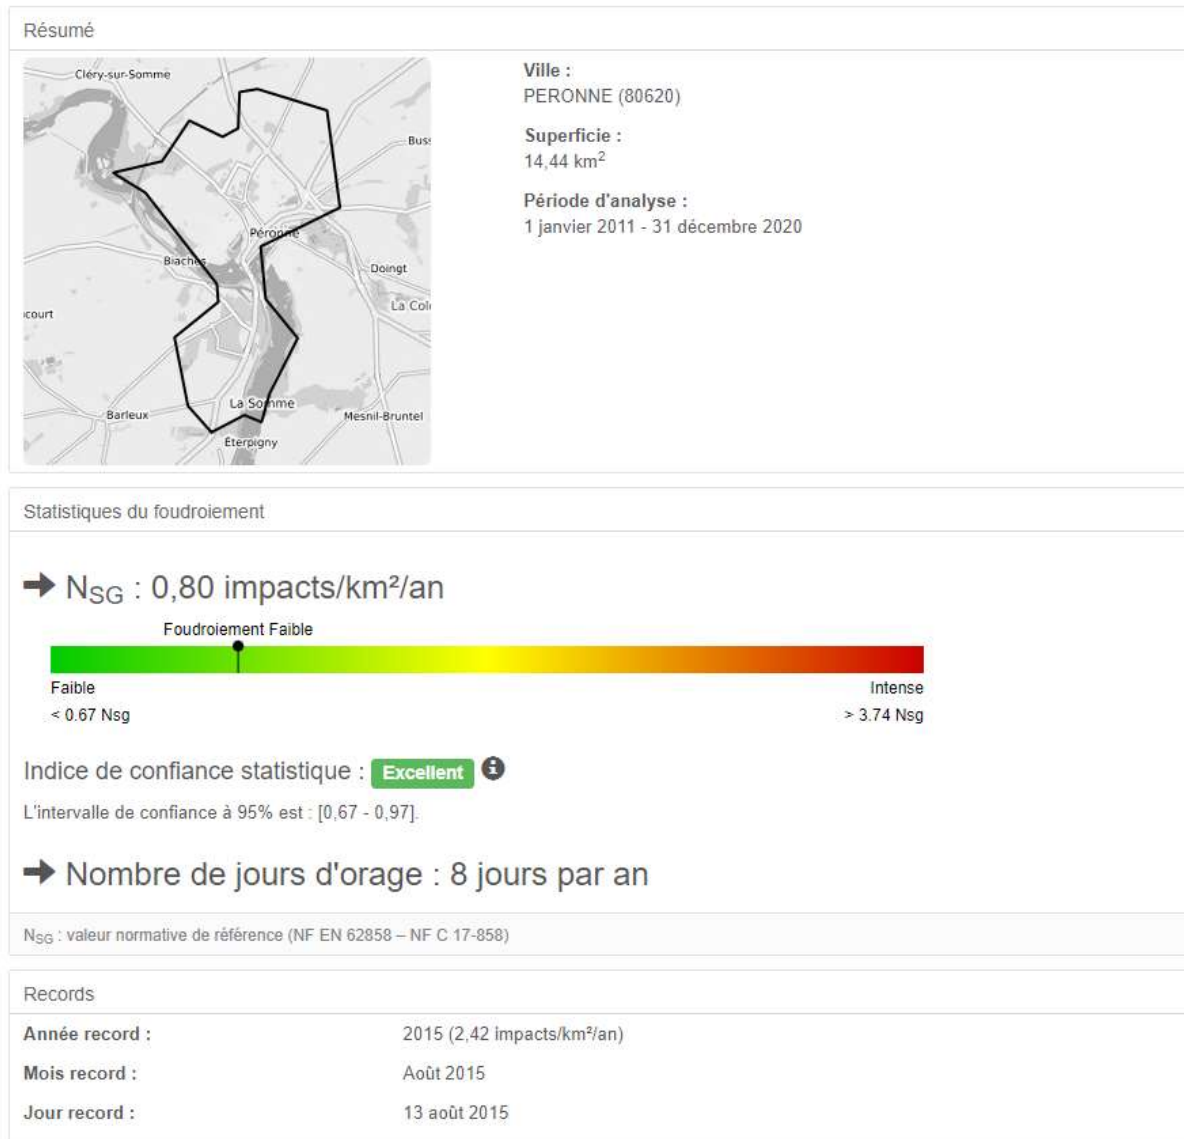 Résumé
Cléry-sur-Somme
Buss
Péronne
Biaches
Doingt
La Colo
court
La Somme
Barleux
Mesnil-Bruntel
Éterpigny
Ville :
PERONNE (80620)
Superficie :
14,44 km²
Période d'analyse :
1 janvier 2011 - 31 décembre 2020
Statistiques du foudroiement
NSG : 0,80 impacts/km²/an
Foudroiement Faible
Faible Intense
< 0.67 Nsg > 3.74 Nsg
Indice de confiance statistique : Excellent
L'intervalle de confiance à 95% est : [0,67 - 0,97].
Nombre de jours d'orage : 8 jours par an
NSG : valeur normative de référence (NF EN 62858 – NF C 17-858)
Records
Année record : 2015 (2,42 impacts/km²/an)
Mois record : Août 2015
Jour record : 13 août 2015